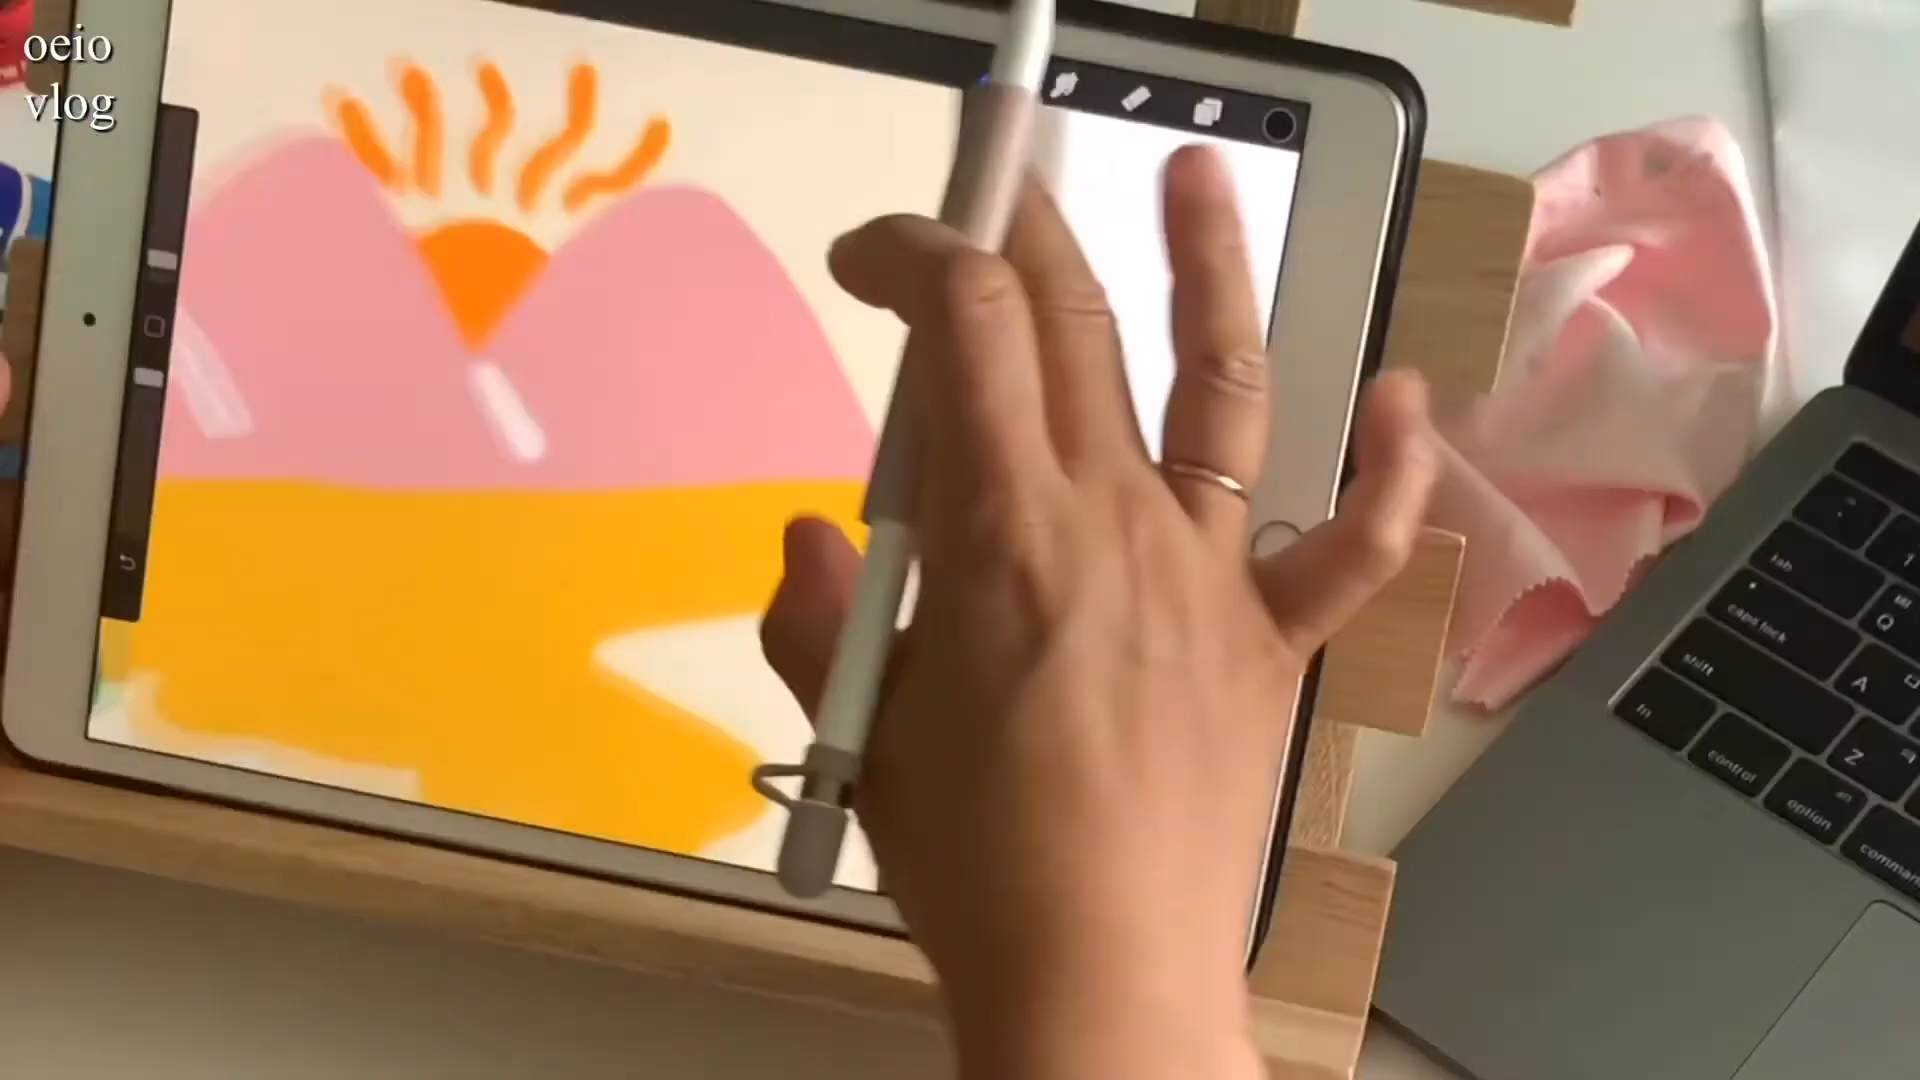 oeio
vlog
tab
caps lock
Q
A
shift
Z
fn
control
option